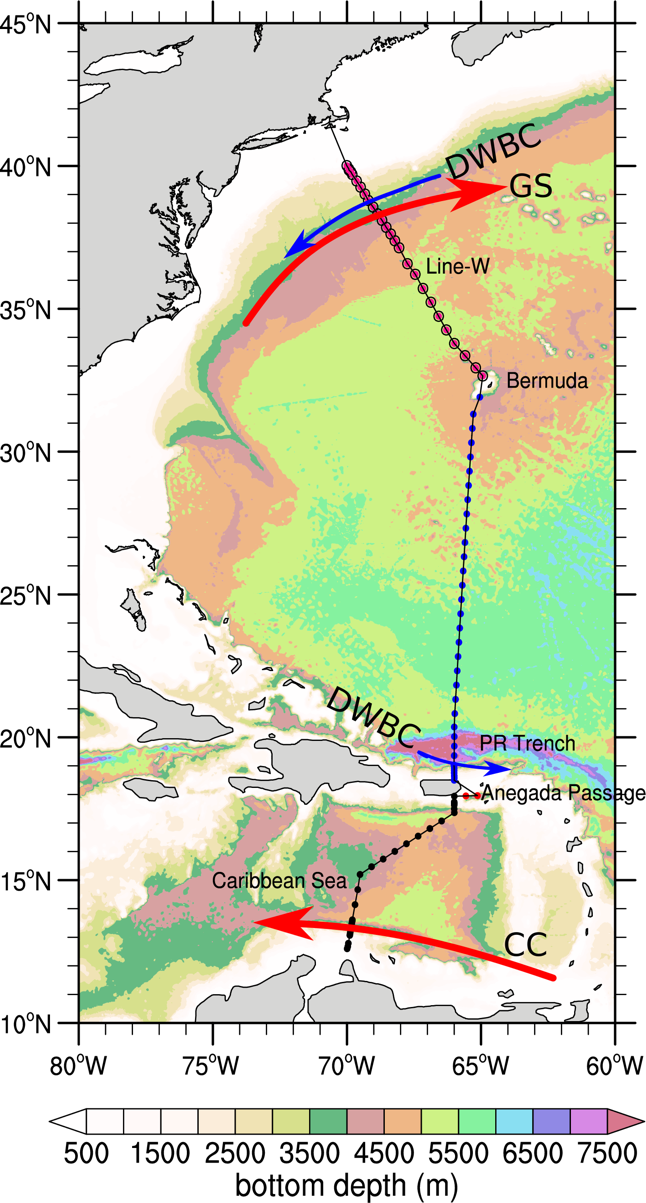 45°N
DWBC
40°N
GS
Line-W
35°N
Bermuda
30°N
25°N
DWBC
20°N
PR Trench
Anegada Passage
15°N
Caribbean Sea
CC
10°N
80°W 75°W 70°W 65°W 60°W
500 1500 2500 3500 4500 5500 6500 7500
bottom depth (m)